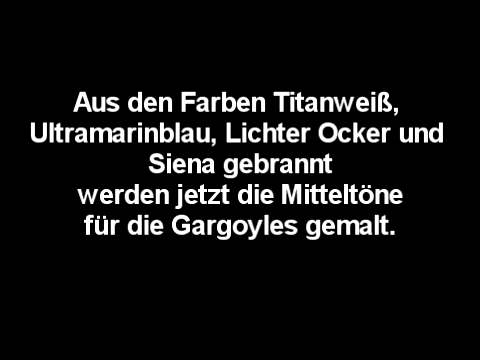 Aus den Farben Titanweiß,
Ultramarinblau, Lichter Ocker und
Siena gebrannt
werden jetzt die Mitteltöne
für die Gargoyles gemalt.